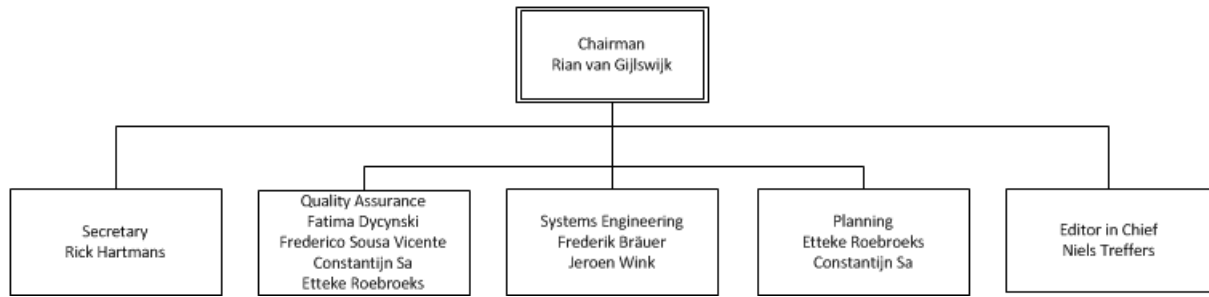 Chairman
Rian van Gijlswijk
Secretary
Rick Hartmans
Quality Assurance
Fatima Dycynski
Frederico Sousa Vicente
Constantijn Sa
Etteke Roebroeks
Systems Engineering
Frederik Bräuer
Jeroen Wink
Planning
Etteke Roebroeks
Constantijn Sa
Editor in Chief
Niels Treffers